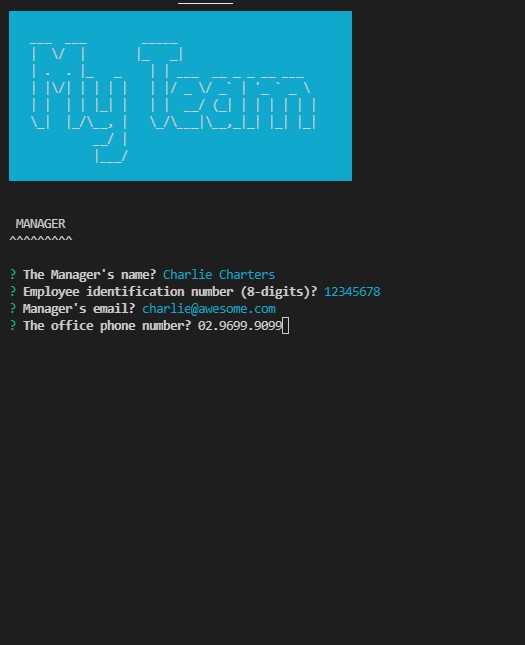 My Team
MANAGER
^^^^^^^^^
? The Manager's name? Charlie Charters
? Employee identification number (8-digits)? 12345678
? Manager's email? charlie@awesome.com
? The office phone number? 02.9699.9099